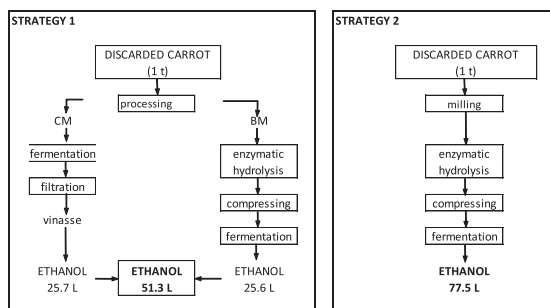 STRATEGY 1
DISCARDED CARROT
(1 t)
processing
CM
BM
fermentation
filtration
vinasse
enzymatic
hydrolysis
compressing
fermentation
ETHANOL
25.7 L
ETHANOL
51.3 L
ETHANOL
25.6 L
STRATEGY 2
DISCARDED CARROT
(1 t)
milling
enzymatic
hydrolysis
compressing
fermentation
ETHANOL
77.5 L